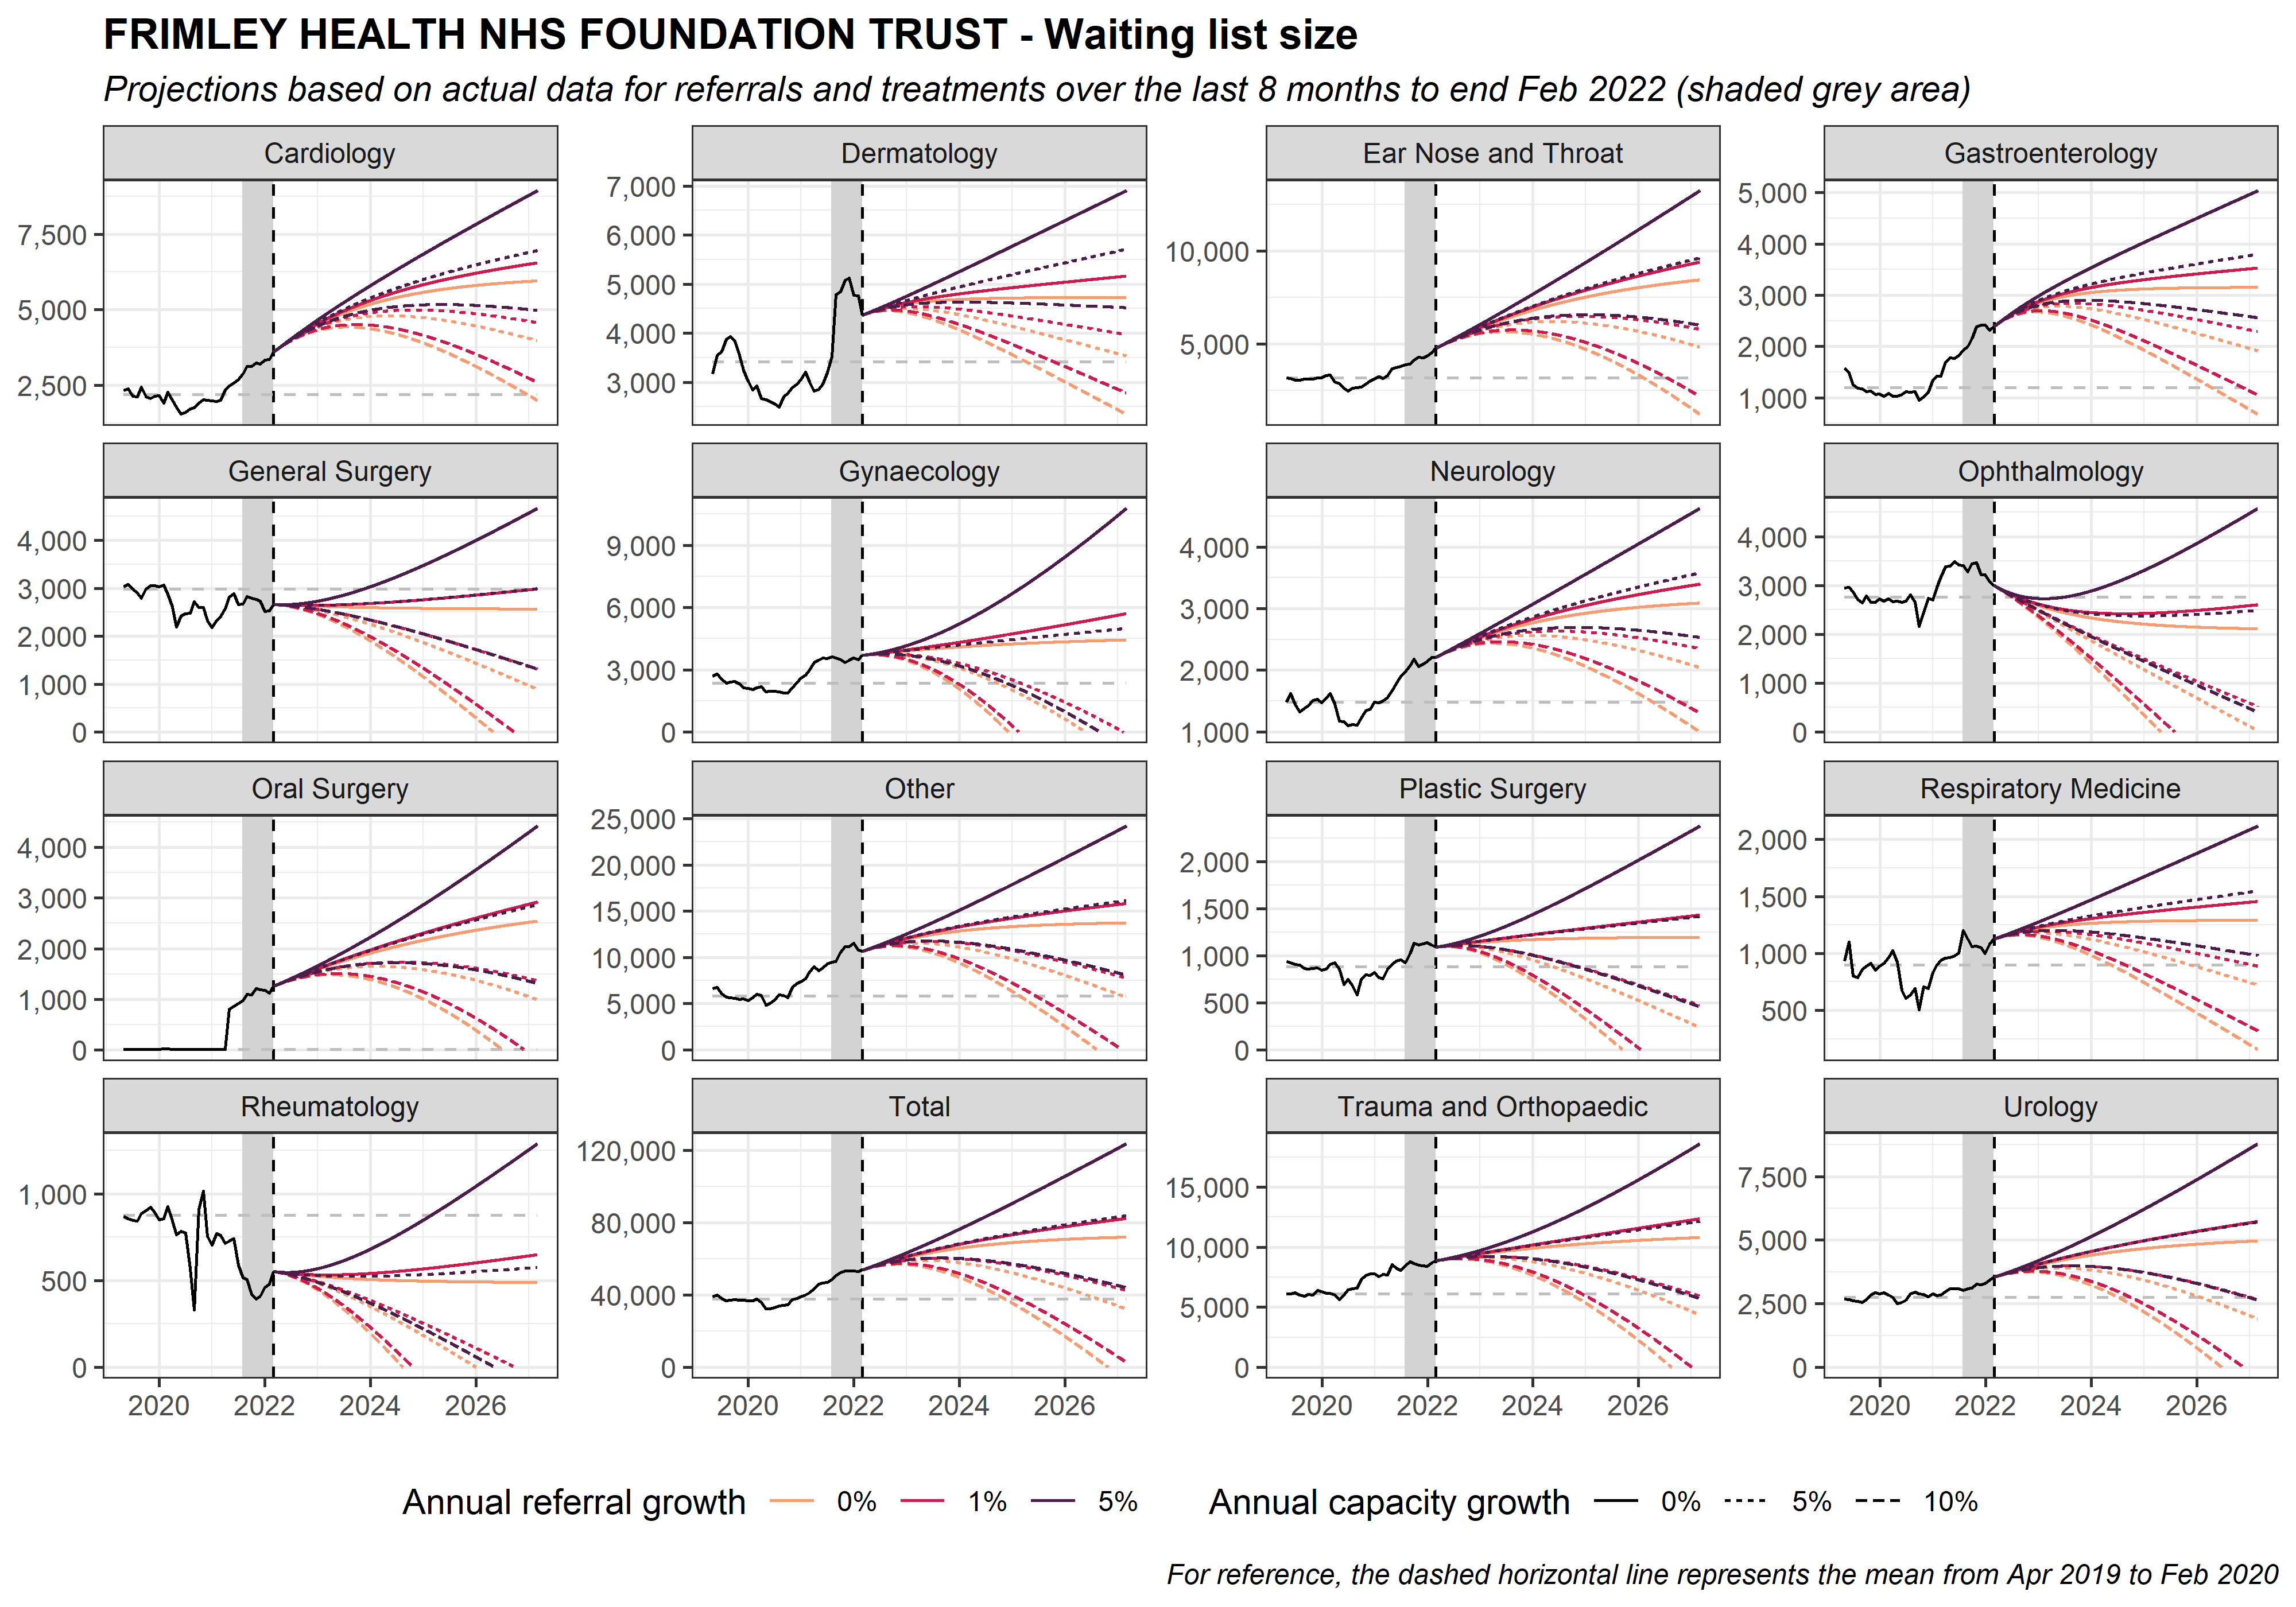 FRIMLEY HEALTH NHS FOUNDATION TRUST - Waiting list size
Projections based on actual data for referrals and treatments over the last 8 months to end Feb 2022 (shaded grey area)
Cardiology
7,500
5,000
2,500
Dermatology
7,000
6,000
5,000
4,000
3,000
Ear Nose and Throat
10,000
5,000
Gastroenterology
5,000
4,000
3,000
2,000
1,000
General Surgery
4,000
3,000
2,000
1,000
0
Gynaecology
9,000
6,000
3,000
0
Neurology
4,000
3,000
2,000
1,000
Ophthalmology
4,000
3,000
2,000
1,000
0
Oral Surgery
4,000
3,000
2,000
1,000
0
Other
25,000
20,000
15,000
10,000
5,000
0
Plastic Surgery
2,000
1,500
1,000
500
0
Respiratory Medicine
2,000
1,500
1,000
500
Rheumatology
1,000
500
0
2020 2022 2024 2026
Total
120,000
80,000
40,000
0
2020 2022 2024 2026
Trauma and Orthopaedic
15,000
10,000
5,000
0
2020 2022 2024 2026
Urology
7,500
5,000
2,500
0
2020 2022 2024 2026
Annual referral growth 0% 1% 5% Annual capacity growth 0% 5% 10%
For reference, the dashed horizontal line represents the mean from Apr 2019 to Feb 2020